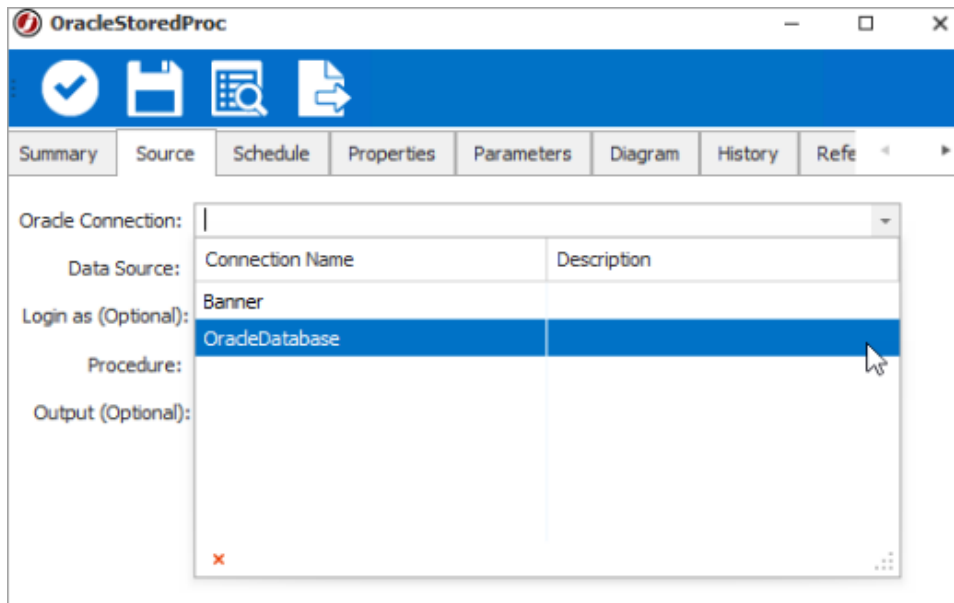 OracleStoredProc
Summary Source Schedule Properties Parameters Diagram History Refe
Oracle Connection:
Connection Name Description
Data Source:
Banner
Login as (Optional):
OracleDatabase
Procedure:
Output (Optional):